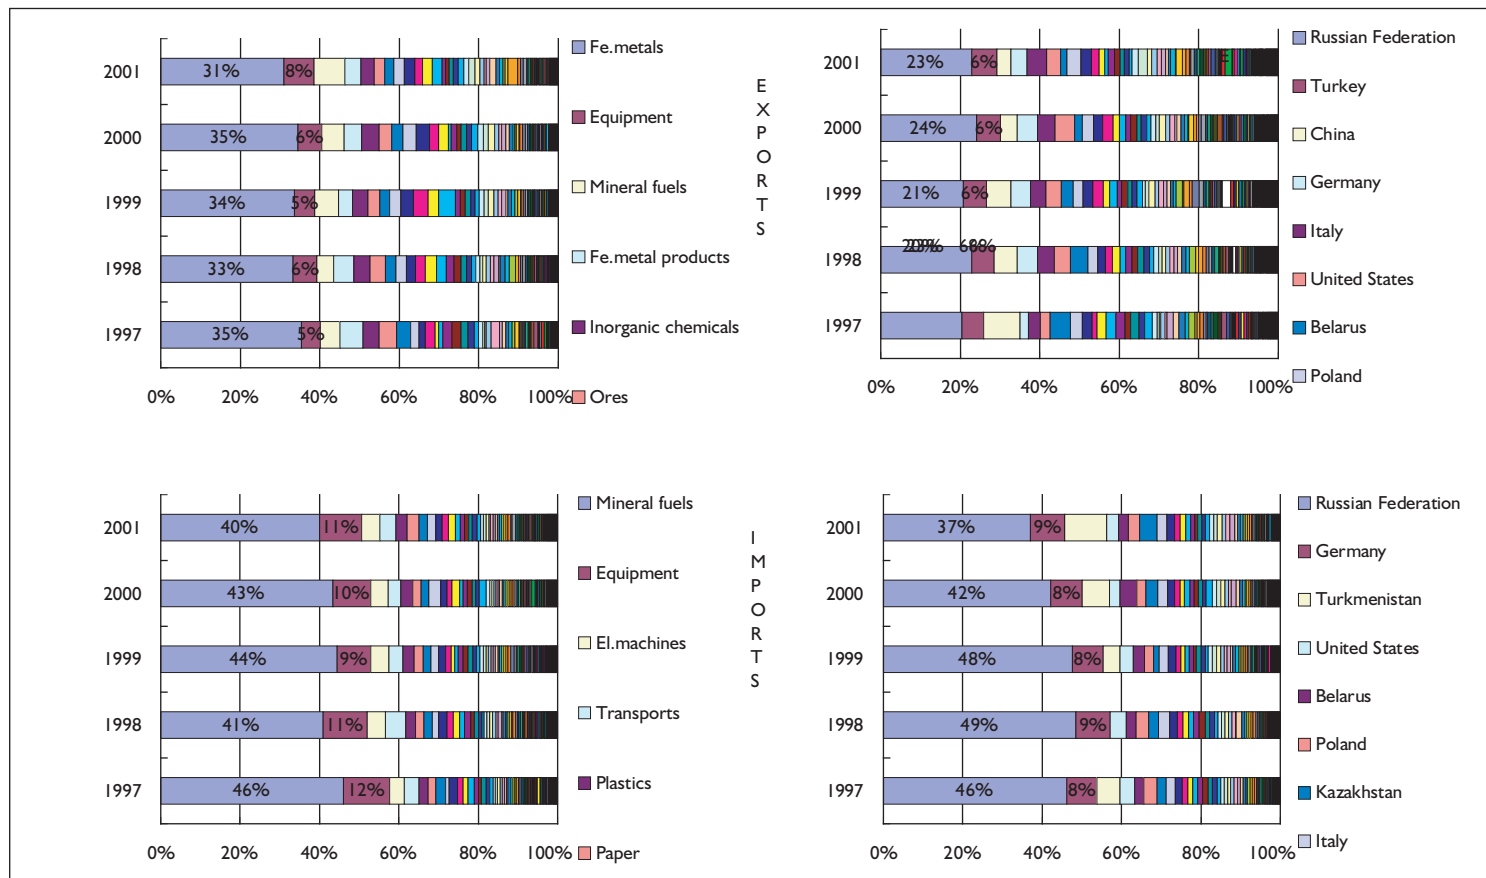 2001
31%
8%
2000
35%
6%
1999
34%
5%
1998
33%
6%
1997
35%
5%
0% 20% 40% 60% 80% 100%
Fe.metals
Equipment
Mineral fuels
Fe.metal products
Inorganic chemicals
Ores
EXPORTS
2001
23%
6%
2000
24%
6%
1999
21%
6%
1998
1997
0% 20% 40% 60% 80% 100%
Russian Federation
Turkey
China
Germany
Italy
United States
Belarus
Poland
2001
40%
11%
2000
43%
10%
1999
44%
9%
1998
41%
11%
1997
46%
12%
0% 20% 40% 60% 80% 100%
Mineral fuels
Equipment
El.machines
Transports
Plastics
Paper
IMPORTS
2001
37%
9%
2000
42%
8%
1999
48%
8%
1998
49%
9%
1997
46%
8%
0% 20% 40% 60% 80% 100%
Russian Federation
Germany
Turkmenistan
United States
Belarus
Poland
Kazakhstan
Italy